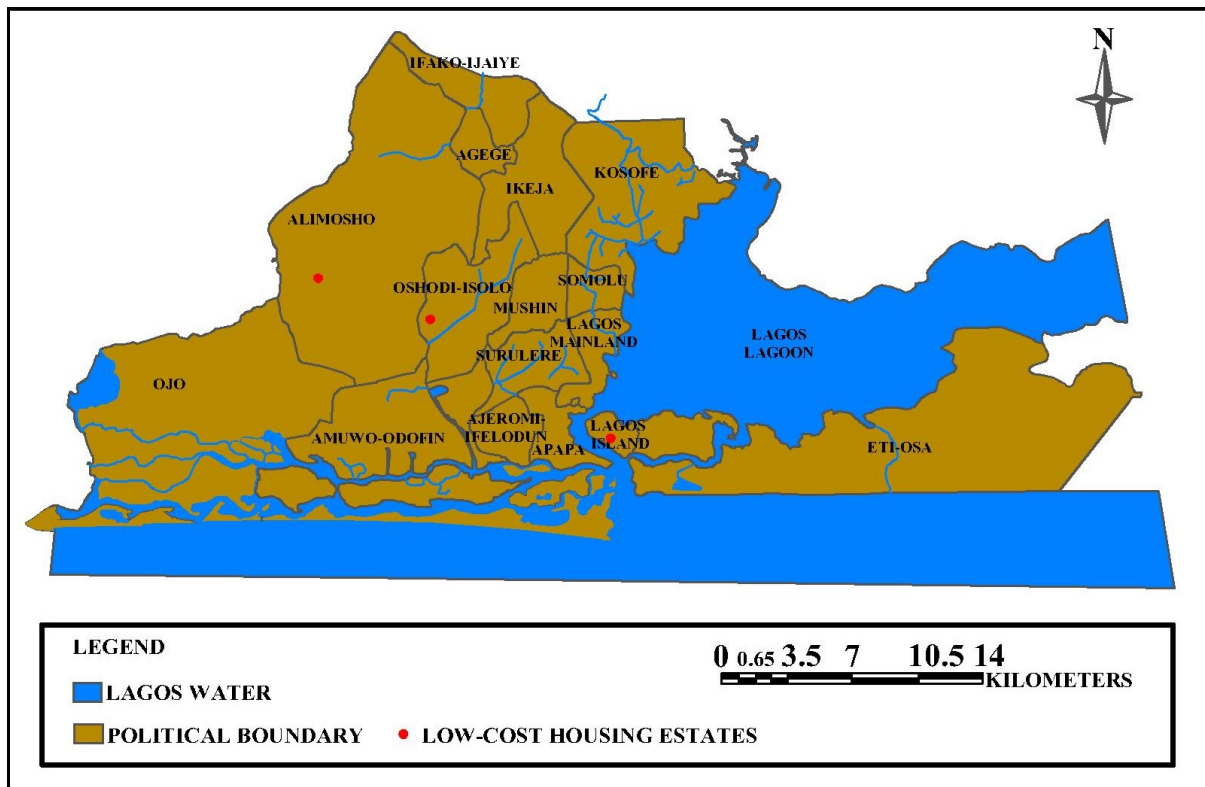 N
IFAKO-IJAIYE
AGEGE
KOSOFE
IKEJA
ALIMOSHO
OSHODI-ISOLO
SOMOLU
MUSHIN
LAGOS
MAINLAND
LAGOS
LAGOON
SURULERE
OJO
AJEROMI-
IFELODUN
LAGOS
ISLAND
AMUWO-ODOFIN
APAPA
ETI-OSA
LEGEND
LAGOS WATER
POLITICAL BOUNDARY
LOW-COST HOUSING ESTATES
0 0.65 3.5 7 10.5 14
KILOMETERS